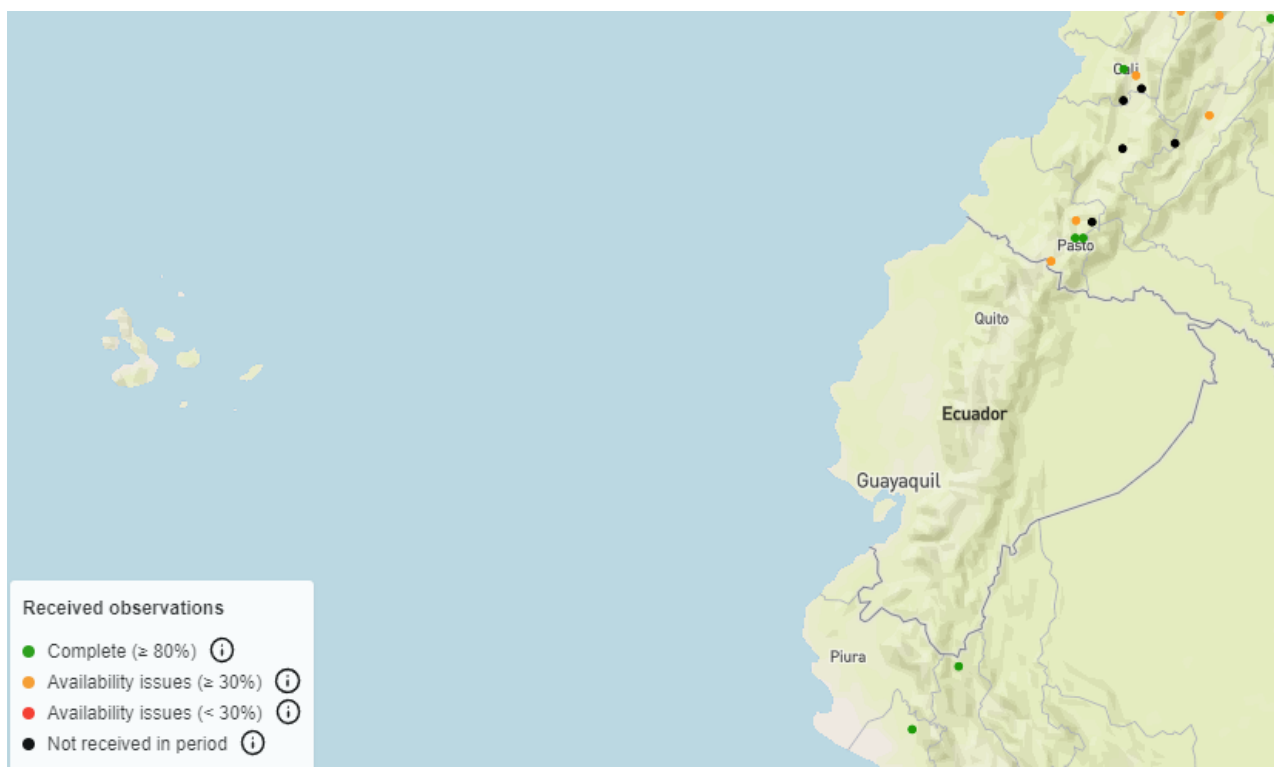 Cali
Pasto
Quito
Ecuador
Guayaquil
Piura
Received observations
Complete (≥ 80%)
Availability issues (≥ 30%)
Availability issues (< 30%)
Not received in period